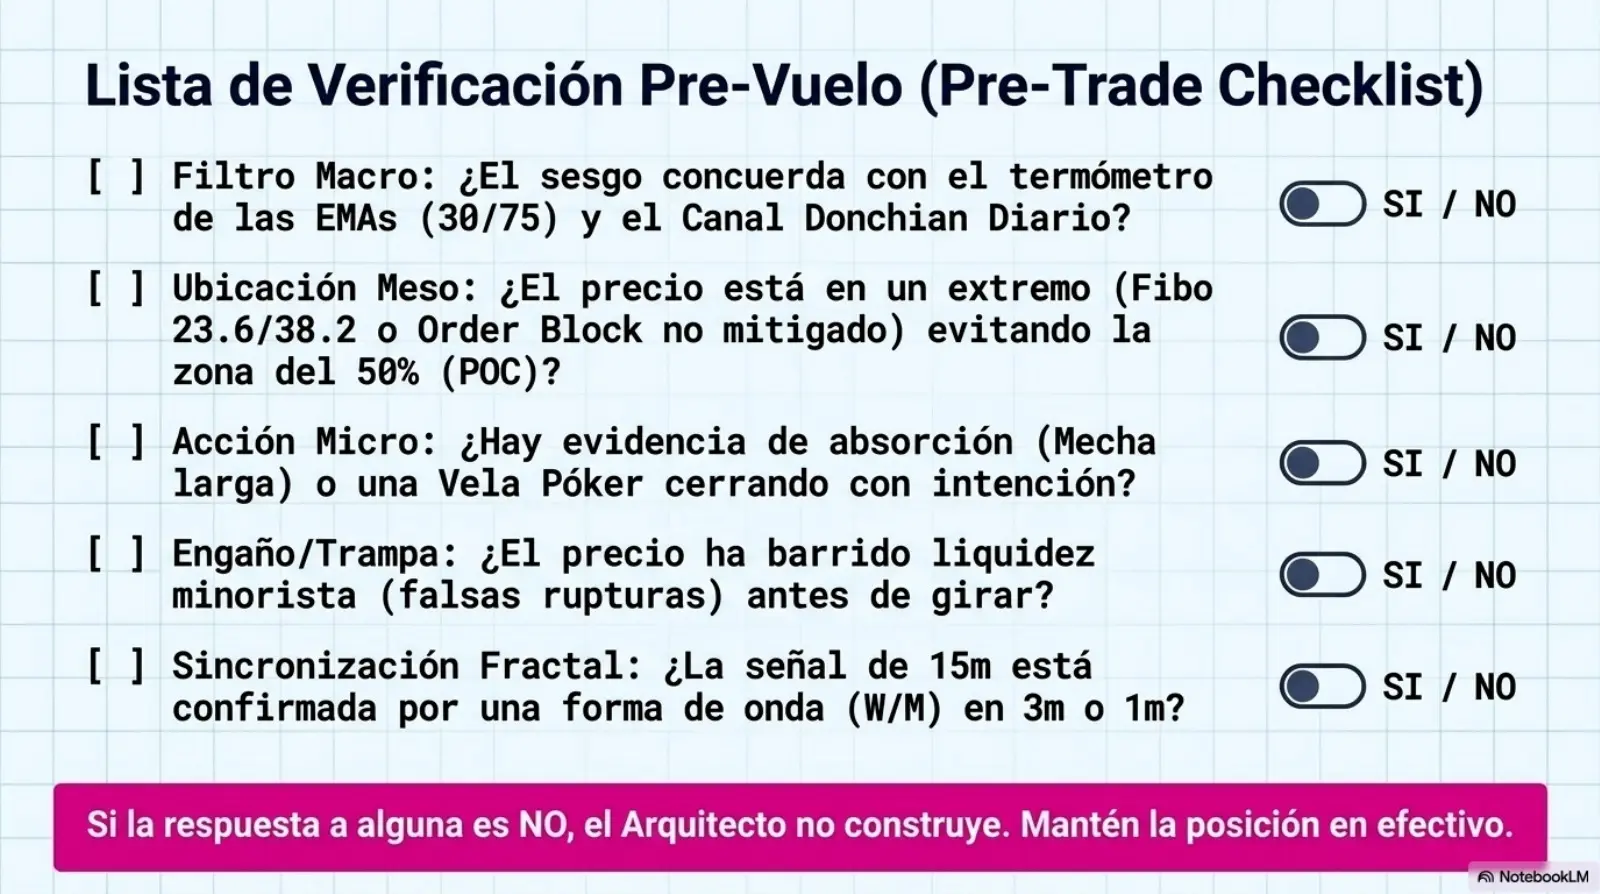 Lista de Verificación Pre-Vuelo (Pre-Trade Checklist)
[ ] Filtro Macro: ¿El sesgo concuerda con el termómetro
de las EMAs (30/75) y el Canal Donchian Diario?
SI / NO
[ ] Ubicación Meso: ¿El precio está en un extremo (Fibo
23.6/38.2 o Order Block no mitigado) evitando la
zona del 50% (POC)?
SI / NO
[ ] Acción Micro: ¿Hay evidencia de absorción (Mecha
larga) o una Vela Póker cerrando con intención?
SI / NO
[ ] Engaño/Trampa: ¿El precio ha barrido liquidez
minorista (falsas rupturas) antes de girar?
SI / NO
[ ] Sincronización Fractal: ¿La señal de 15m está
confirmada por una forma de onda (W/M) en 3m o 1m?
SI / NO
Si la respuesta a alguna es NO, el Arquitecto no construye. Mantén la posición en efectivo.
NotebookLM